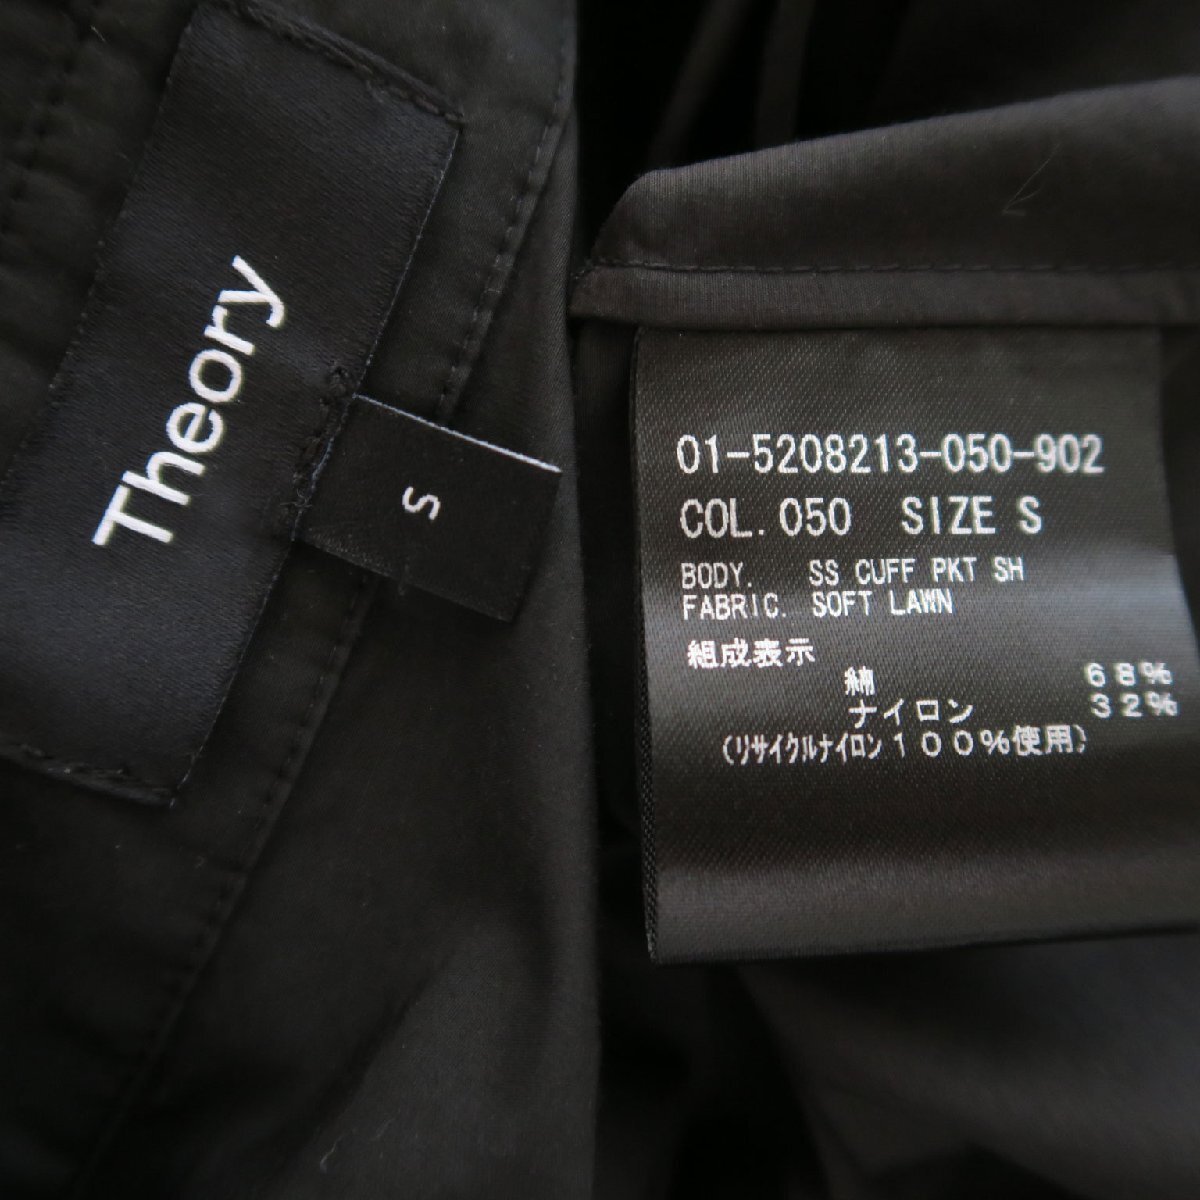 Theory
S
01-5208213-050-902
COL.050 SIZE S
BODY. SS CUFF PKT SH
FABRIC. SOFT LAWN
組成表示
綿 68%
ナイロン 32%
(リサイクルナイロン100%使用)